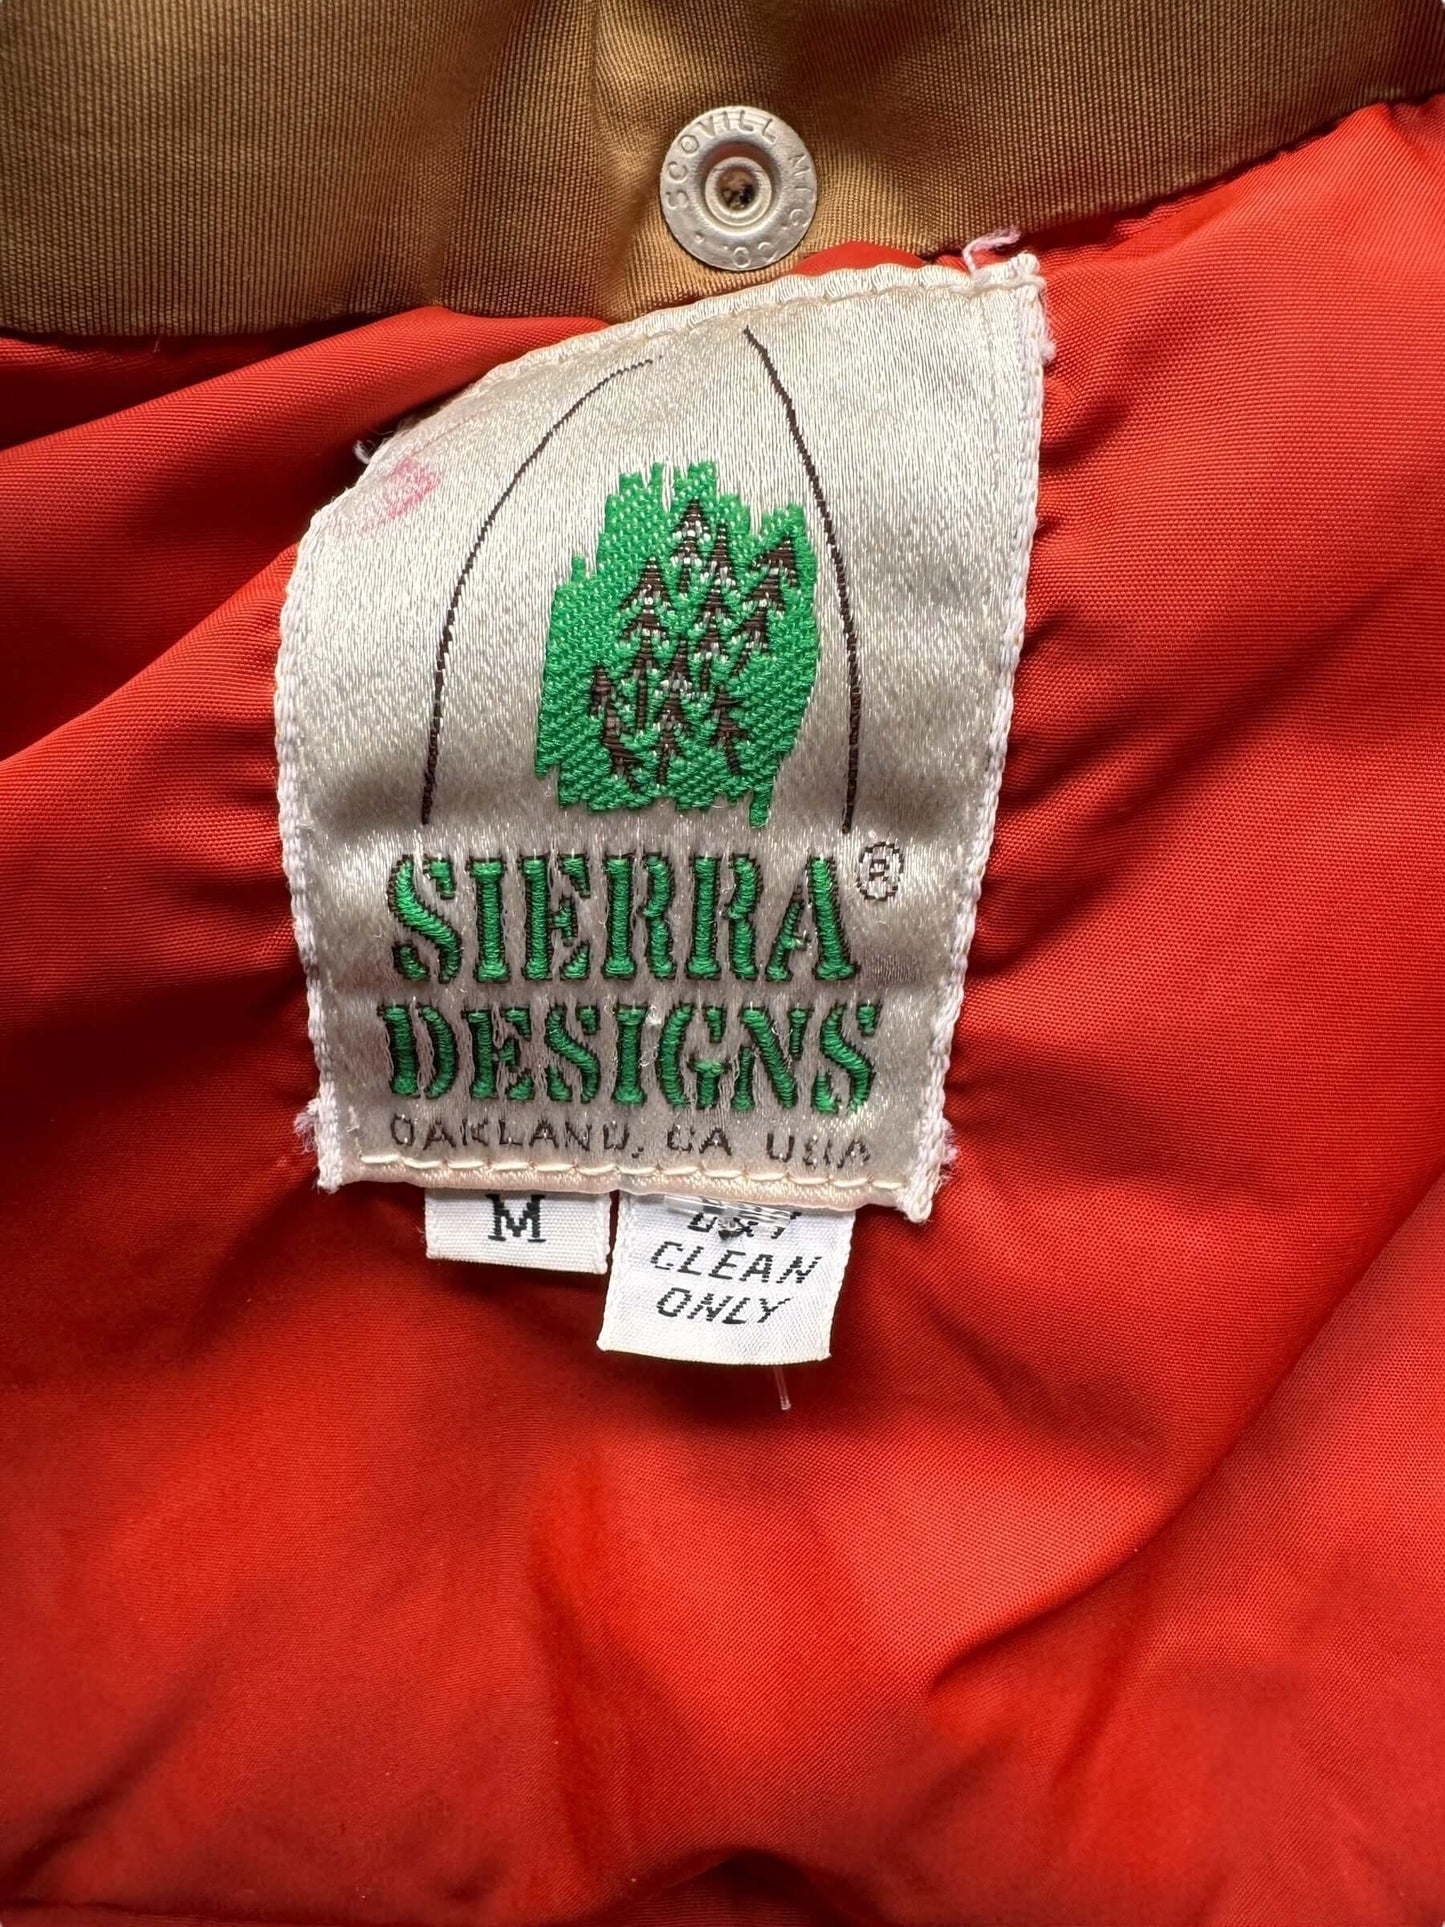 SCOVILL MFG. CO.
SIERRA ®
DESIGNS
OAKLAND, CA USA
M
DRY
CLEAN
ONLY